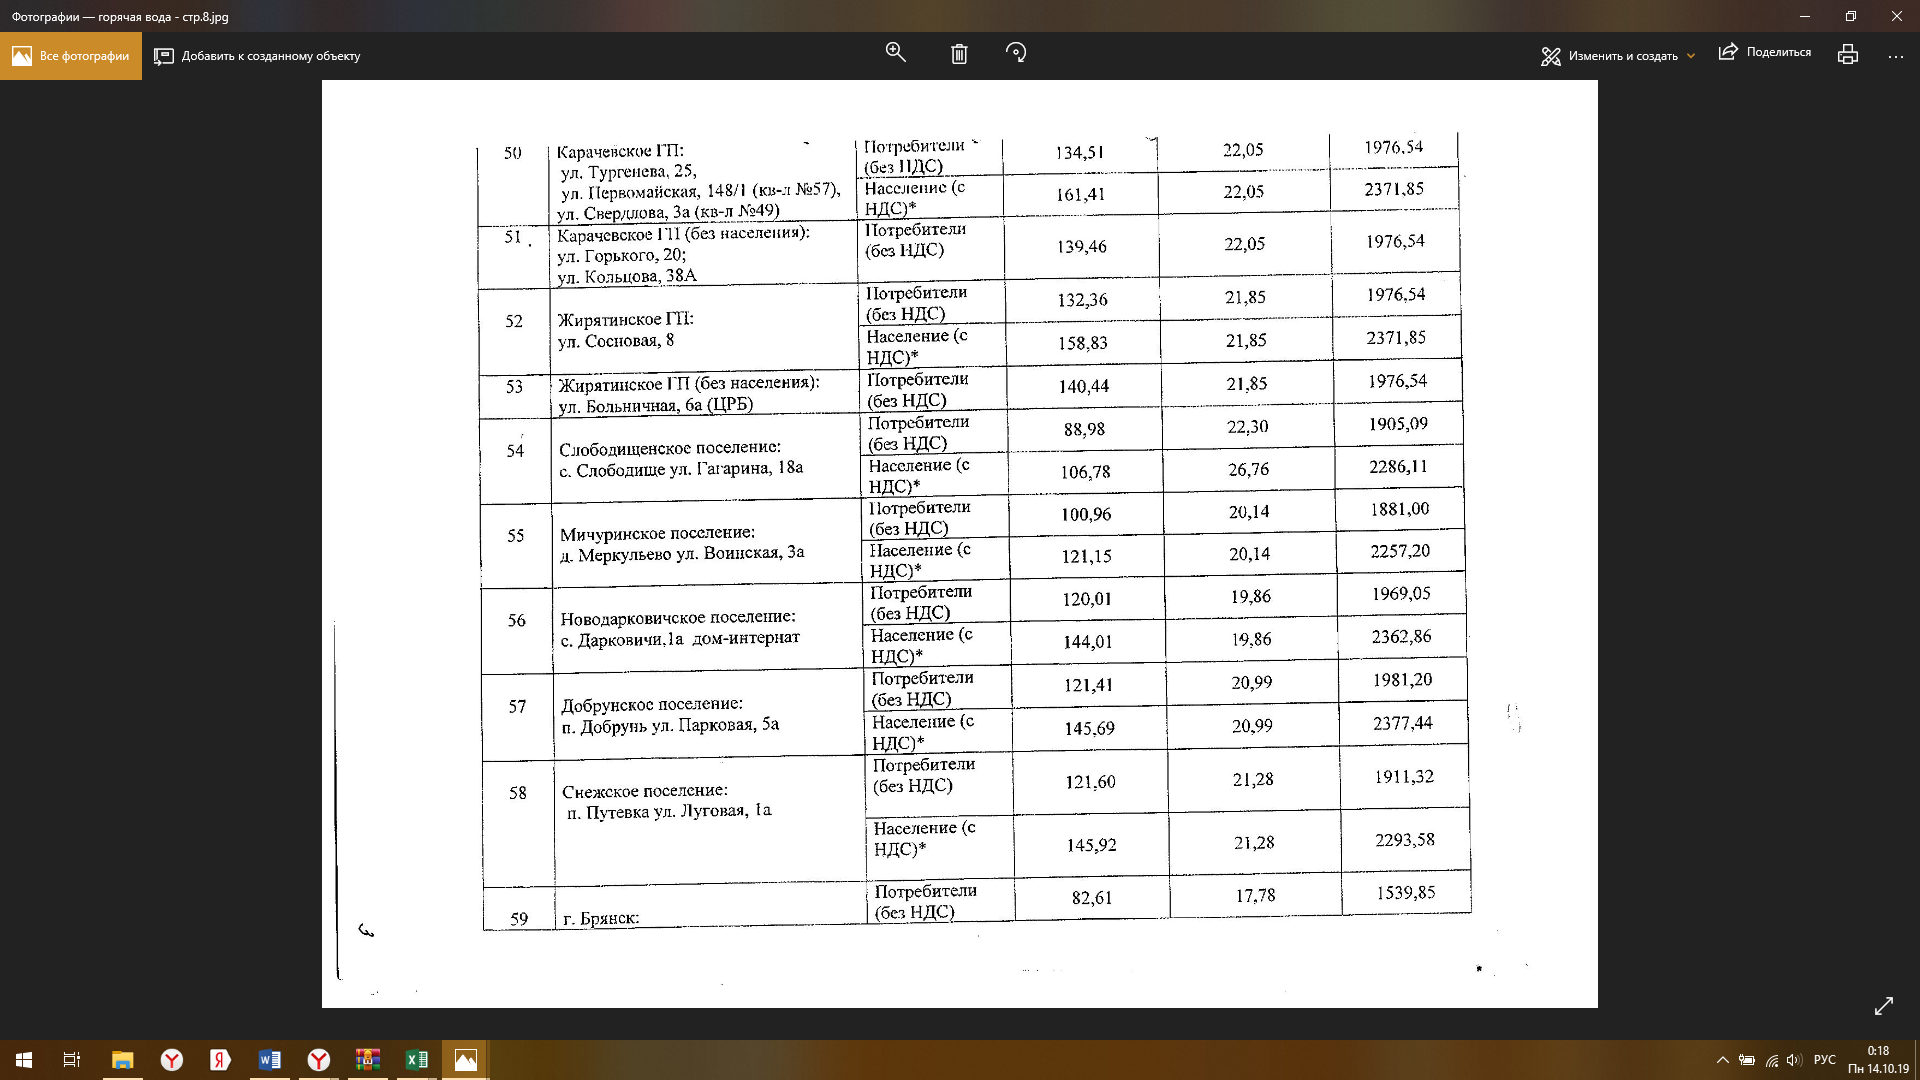 Фотографии — горячая вода - стр.8.jpg
Все фотографии
Добавить к созданному объекту
Изменить и создать
Поделиться
50 Карачевское ГП: Потребители 134,51 22,05 1976,54
ул. Тургенева, 25, (без НДС)
ул. Первомайская, 148/1 (кв-л №57), Население (с 161,41 22,05 2371,85
ул. Свердлова, 3а (кв-л №49) НДС)*
51 Карачевское ГП (без населения): Потребители 139,46 22,05 1976,54
ул. Горького, 20; (без НДС)
ул. Кольцова, 38А
Потребители 132,36 21,85 1976,54
(без НДС)
52 Жирятинское ГП:
ул. Сосновая, 8 Население (с 158,83 21,85 2371,85
НДС)*
53 Жирятинское ГП (без населения): Потребители 140,44 21,85 1976,54
ул. Больничная, 6а (ЦРБ) (без НДС)
Потребители 88,98 22,30 1905,09
(без НДС)
54 Слободищенское поселение:
с. Слободище ул. Гагарина, 18а Население (с 106,78 26,76 2286,11
НДС)*
Потребители 100,96 20,14 1881,00
(без НДС)
55 Мичуринское поселение:
д. Меркульево ул. Воинская, 3а Население (с 121,15 20,14 2257,20
НДС)*
Потребители 120,01 19,86 1969,05
(без НДС)
56 Новодарковичское поселение:
с. Дарковичи,1а дом-интернат Население (с 144,01 19,86 2362,86
НДС)*
Потребители 121,41 20,99 1981,20
(без НДС)
57 Добрунское поселение:
п. Добрунь ул. Парковая, 5а Население (с 145,69 20,99 2377,44
НДС)*
Потребители 121,60 21,28 1911,32
(без НДС)
58 Снежское поселение:
п. Путевка ул. Луговая, 1а
Население (с 145,92 21,28 2293,58
НДС)*
Потребители 82,61 17,78 1539,85
59 г. Брянск: (без НДС)
РУС
0:18
Пн 14.10.19